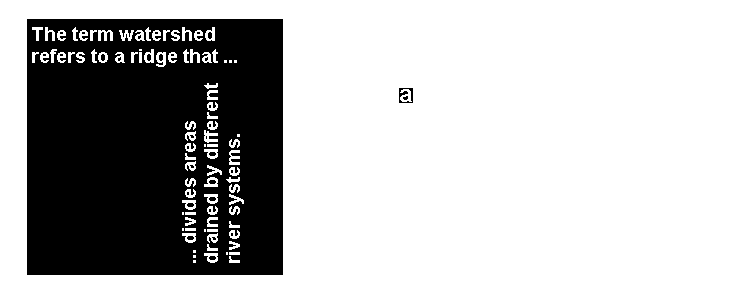 The term watershed
refers to a ridge that ...
... divides areas
drained by different
river systems.
a